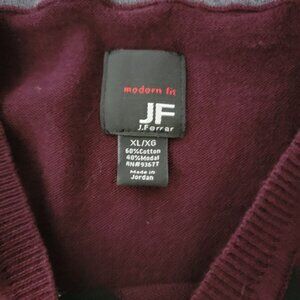 modern fit
JF
J.Ferrar
XL/XG
60%Cotton
40%Modal
RN#93677
Made in
Jordan